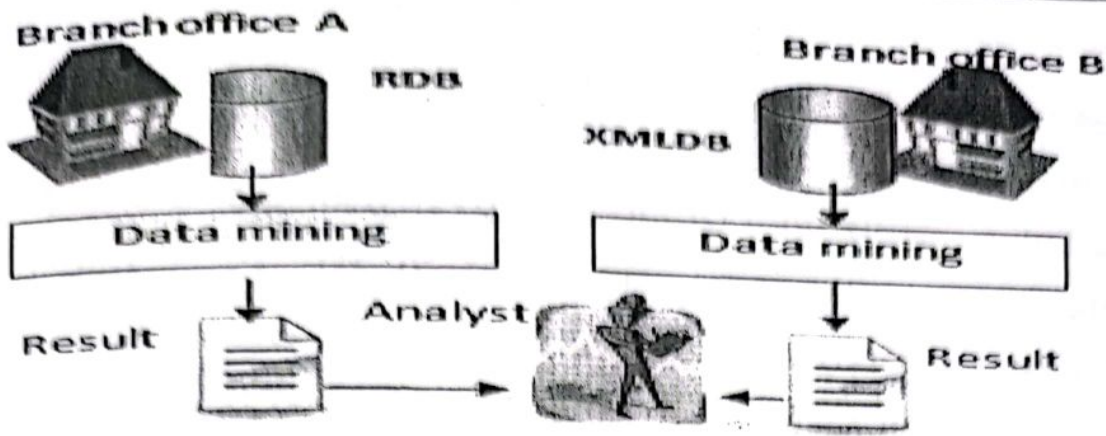 Branch office A
RDB
Branch office B
XMLDB
Data mining
Data mining
Result
Analyst
Result